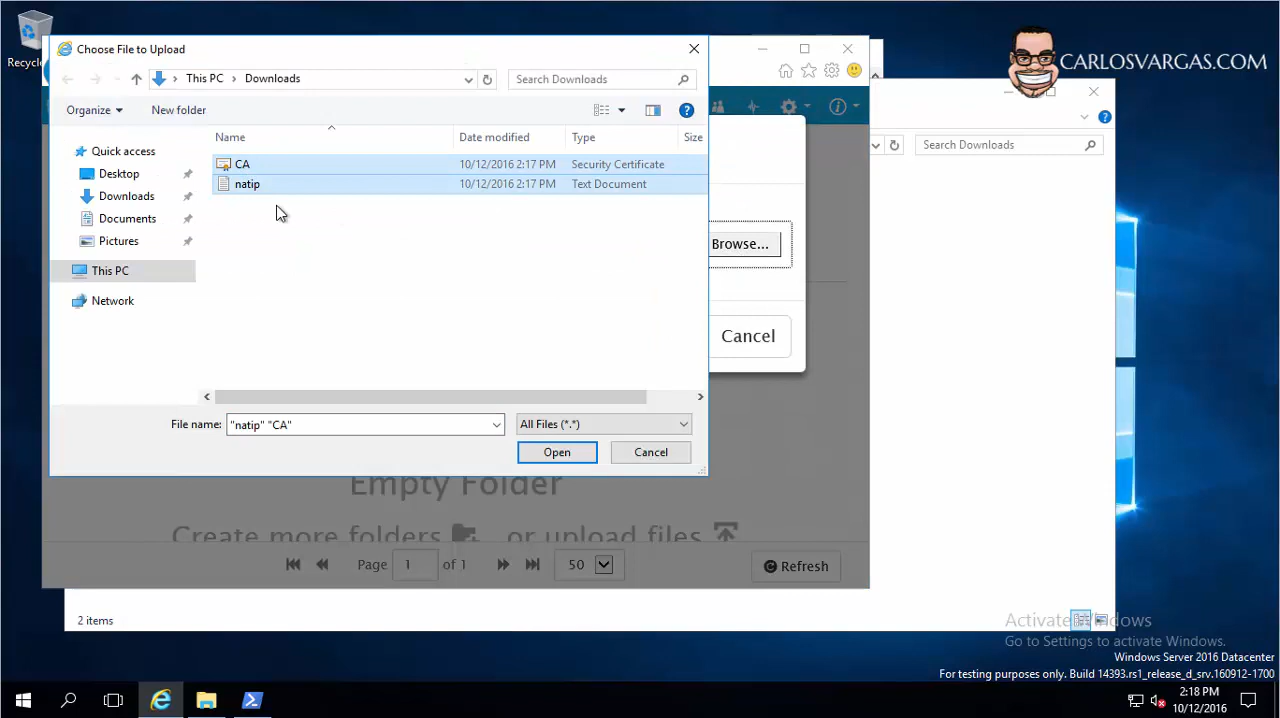 Recycle
Choose File to Upload
CARLOSVARGAS.COM
This PC
Downloads
Search Downloads
Organize
New folder
Name
Date modified
Type
Size
Quick access
Desktop
Downloads
Documents
Pictures
This PC
Network
CA
10/12/2016 2:17 PM
Security Certificate
natip
10/12/2016 2:17 PM
Text Document
Search Downloads
Browse...
Cancel
File name:
"natip" "CA"
All Files (*.*)
Open
Cancel
Empty Folder
Create more folders
or upload files
Page
1
of 1
50
Refresh
2 items
Activate Windows
Go to Settings to activate Windows.
Windows Server 2016 Datacenter
For testing purposes only. Build 14393.rs1_release_d_srv.160912-1700
2:18 PM
10/12/2016